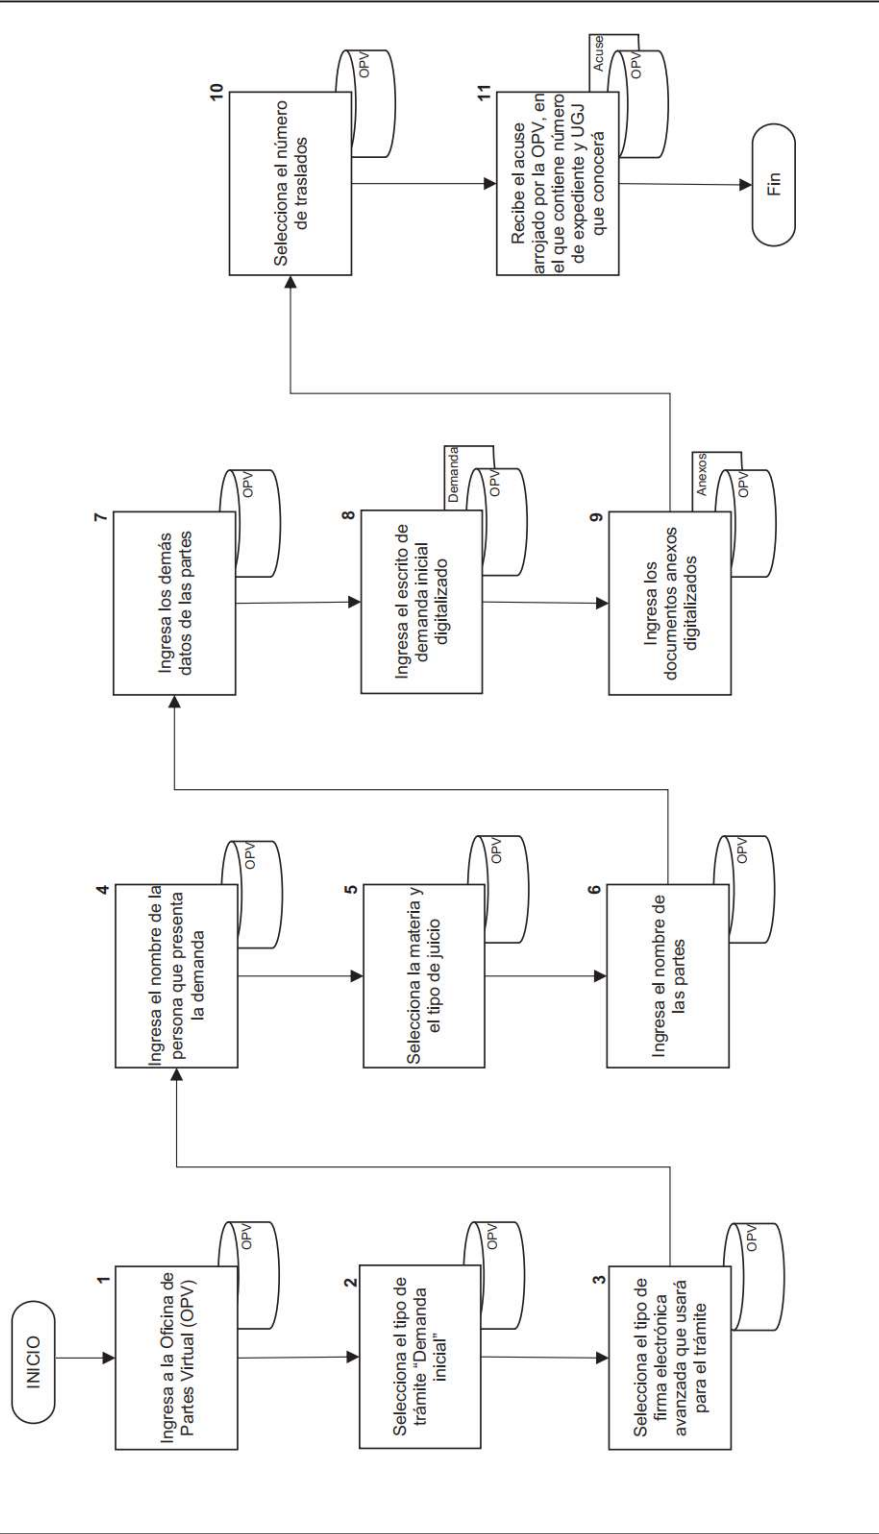 INICIO
1
Ingresa a la Oficina de
Partes Virtual (OPV)
OPV
2
Selecciona el tipo de
trámite “Demanda
inicial”
OPV
3
Selecciona el tipo de
firma electrónica
avanzada que usará
para el trámite
OPV
4
Ingresa el nombre de la
persona que presenta
la demanda
OPV
5
Selecciona la materia y
el tipo de juicio
OPV
6
Ingresa el nombre de
las partes
OPV
7
Ingresa los demás
datos de las partes
OPV
8
Ingresa el escrito de
demanda inicial
digitalizado
Demanda
OPV
9
Ingresa los
documentos anexos
digitalizados
Anexos
OPV
10
Selecciona el número
de traslados
OPV
11
Recibe el acuse
arrojado por la OPV, en
el que contiene número
de expediente y UGJ
que conocerá
Acuse
OPV
Fin